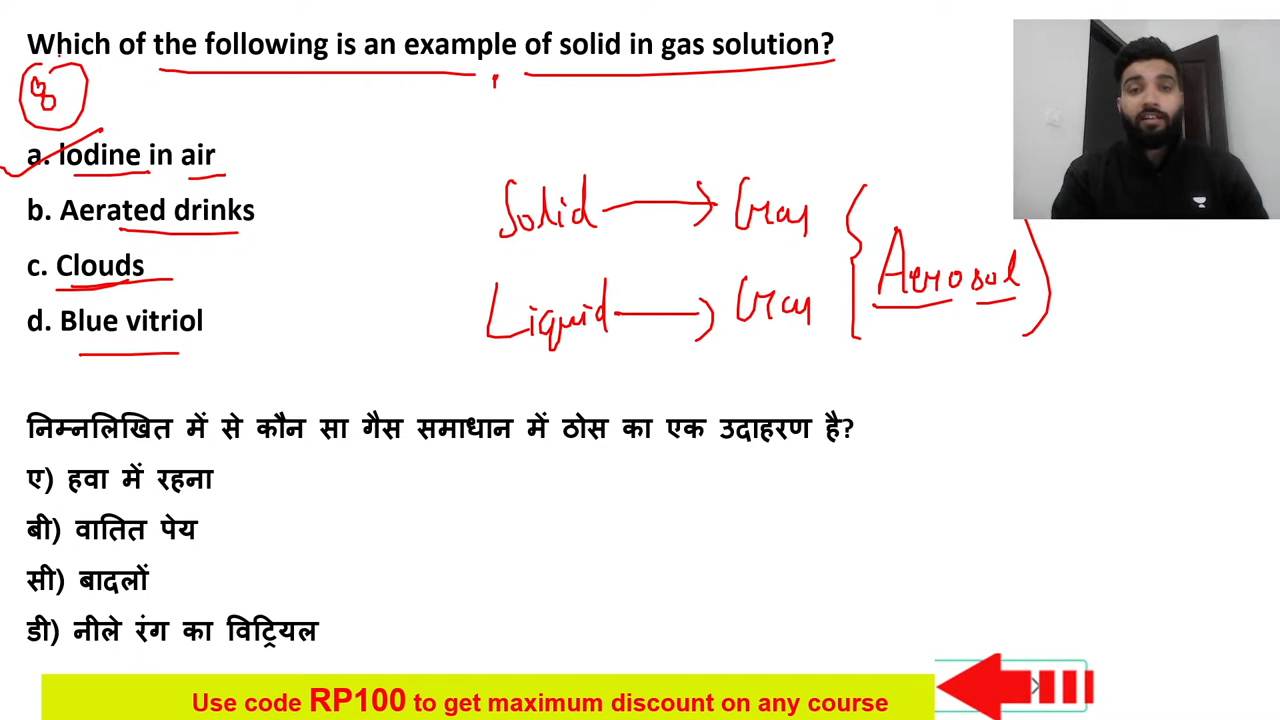 Which of the following is an example of solid in gas solution?
8
a. Iodine in air
b. Aerated drinks
c. Clouds
d. Blue vitriol
Solid → Gas
Liquid → Gas
Aerosol
निम्नलिखित में से कौन सा गैस समाधान में ठोस का एक उदाहरण है?
ए) हवा में रहना
बी) वातित पेय
सी) बादलों
डी) नीले रंग का विट्रियल
Use code RP100 to get maximum discount on any course